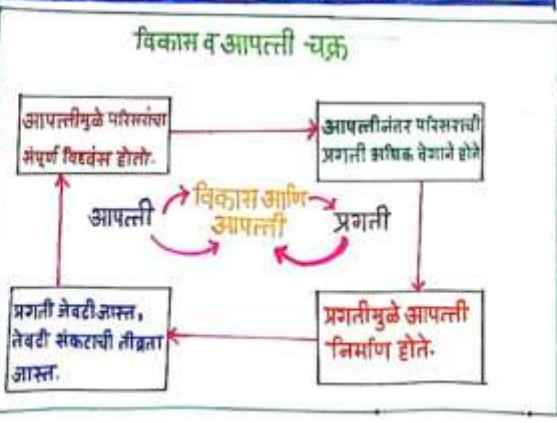 विकास व आपत्ती चक्र
आपत्तीमुळे परिसराचा
संपूर्ण विध्वंस होतो.
आपत्तीनंतर परिसराची
प्रगती अधिक वेगाने होते
आपत्ती
विकास आणि
आपत्ती
प्रगती
प्रगती जेवढी जास्त,
तेवढी संकटाची तीव्रता
जास्त.
प्रगतीमुळे आपत्ती
निर्माण होते.